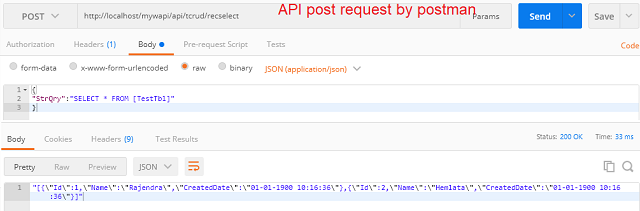 API post request by postman
POST http://localhost/mywapi/api/tcrud/recselect Params Send Save
Authorization Headers (1) Body Pre-request Script Tests Code
form-data x-www-form-urlencoded raw binary JSON (application/json)
1 {
2 "StrQry":"SELECT * FROM [TestTbl]"
3 }
Body Cookies Headers (9) Test Results Status: 200 OK Time: 33 ms
Pretty Raw Preview JSON
1 "[{\"Id\":1,\"Name\":\"Rajendra\",\"CreatedDate\":\"01-01-1900 10:16:36\"},{\"Id\":2,\"Name\":\"Hemlata\",\"CreatedDate\":\"01-01-1900 10:16
:36\"}]"